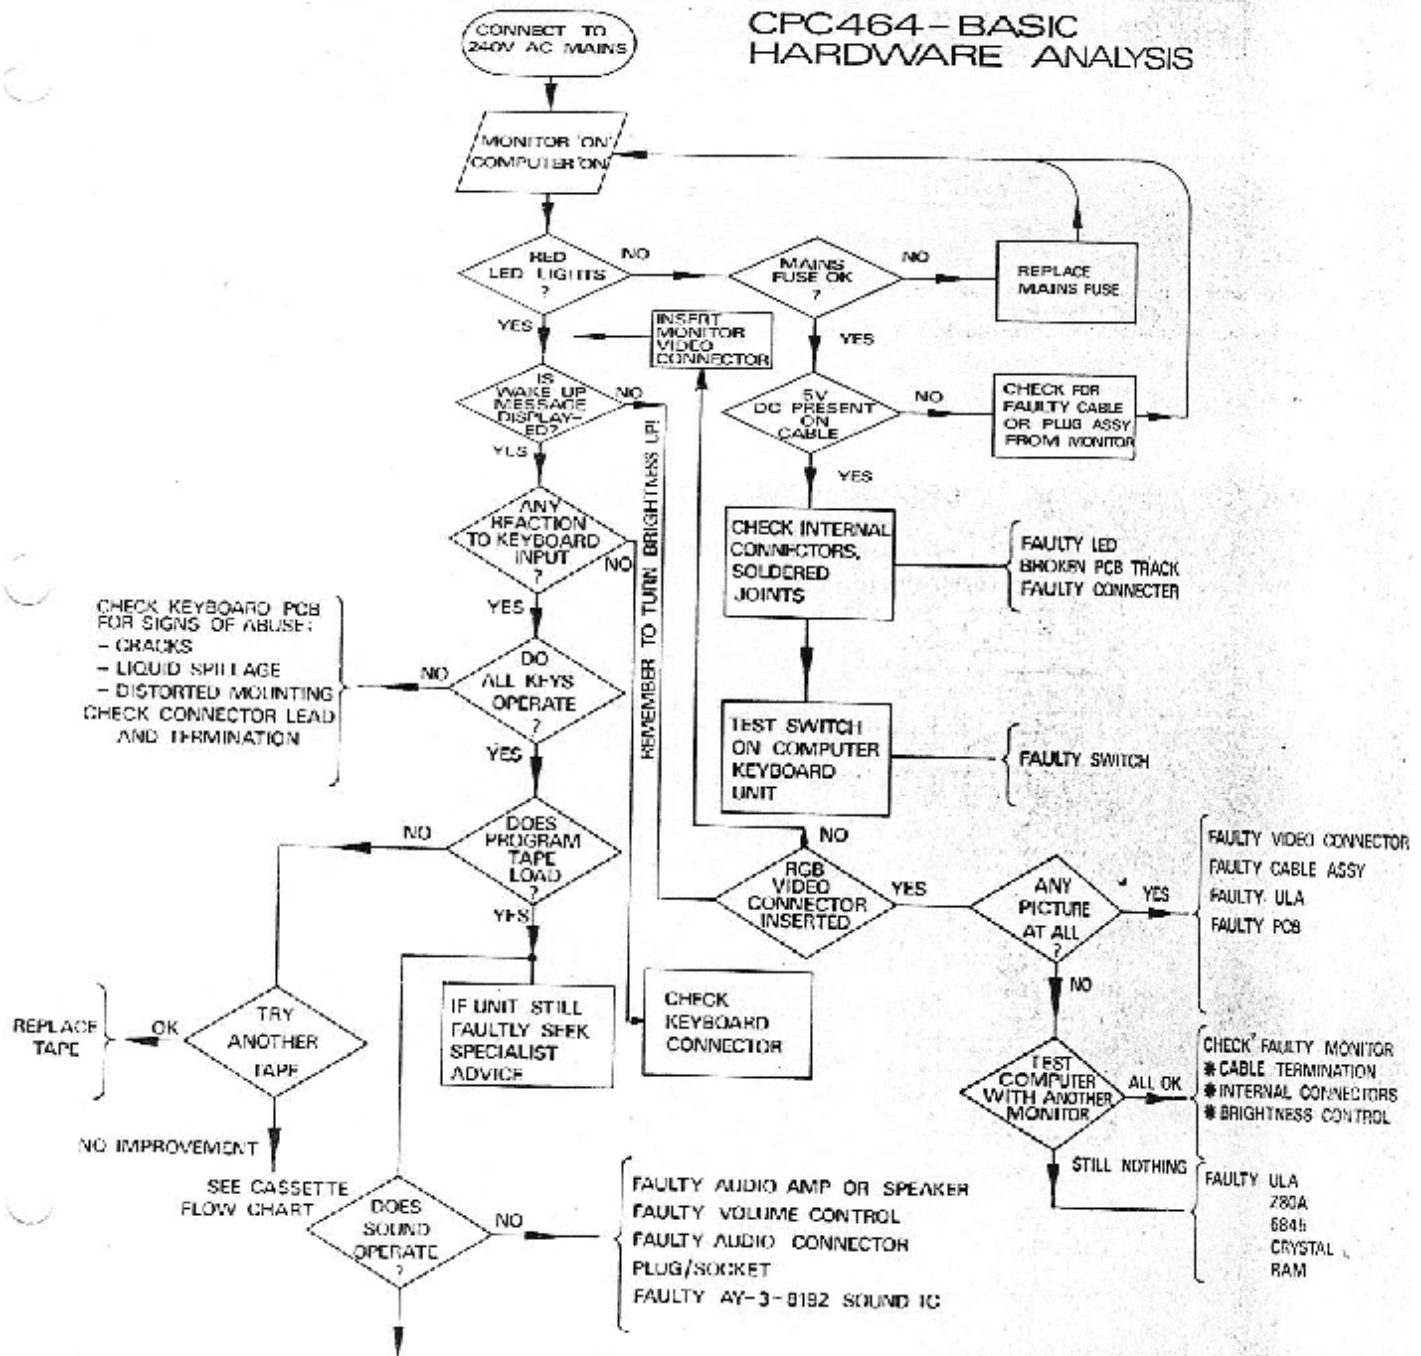 CPC464-BASIC
HARDWARE ANALYSIS
CONNECT TO
240V AC MAINS
MONITOR 'ON'
COMPUTER 'ON'
RED
LED LIGHTS
?
NO
YES
MAINS
FUSE OK
?
NO
YES
REPLACE
MAINS FUSE
INSERT
MONITOR
VIDEO
CONNECTOR
IS
WAKE UP
MESSAGE
DISPLAY-
ED?
NO
YES
REMEMBER TO TURN BRIGHTNESS UP!
5V
DC PRESENT
ON
CABLE
NO
YES
CHECK FOR
FAULTY CABLE
OR PLUG ASSY
FROM MONITOR
ANY
REACTION
TO KEYBOARD
INPUT
?
NO
YES
CHECK INTERNAL
CONNECTORS,
SOLDERED
JOINTS
FAULTY LED
BROKEN PCB TRACK
FAULTY CONNECTER
CHECK KEYBOARD PCB
FOR SIGNS OF ABUSE:
- CRACKS
- LIQUID SPILLAGE
- DISTORTED MOUNTING
CHECK CONNECTOR LEAD
AND TERMINATION
NO
DO
ALL KEYS
OPERATE
?
YES
TEST SWITCH
ON COMPUTER
KEYBOARD
UNIT
FAULTY SWITCH
NO
DOES
PROGRAM
TAPE
LOAD
?
YES
NO
RGB
VIDEO
CONNECTOR
INSERTED
YES
ANY
PICTURE
AT ALL
?
YES
NO
FAULTY VIDEO CONNECTOR
FAULTY CABLE ASSY
FAULTY ULA
FAULTY PCB
REPLACE
TAPE
OK
TRY
ANOTHER
TAPE
IF UNIT STILL
FAULTLY SEEK
SPECIALIST
ADVICE
CHECK
KEYBOARD
CONNECTOR
TEST
COMPUTER
WITH ANOTHER
MONITOR
ALL OK
CHECK FAULTY MONITOR
* CABLE TERMINATION
* INTERNAL CONNECTORS
* BRIGHTNESS CONTROL
NO IMPROVEMENT
SEE CASSETTE
FLOW CHART
STILL NOTHING
FAULTY ULA
Z80A
6845
CRYSTAL
RAM
DOES
SOUND
OPERATE
?
NO
FAULTY AUDIO AMP OR SPEAKER
FAULTY VOLUME CONTROL
FAULTY AUDIO CONNECTOR
PLUG/SOCKET
FAULTY AY-3-8192 SOUND IC